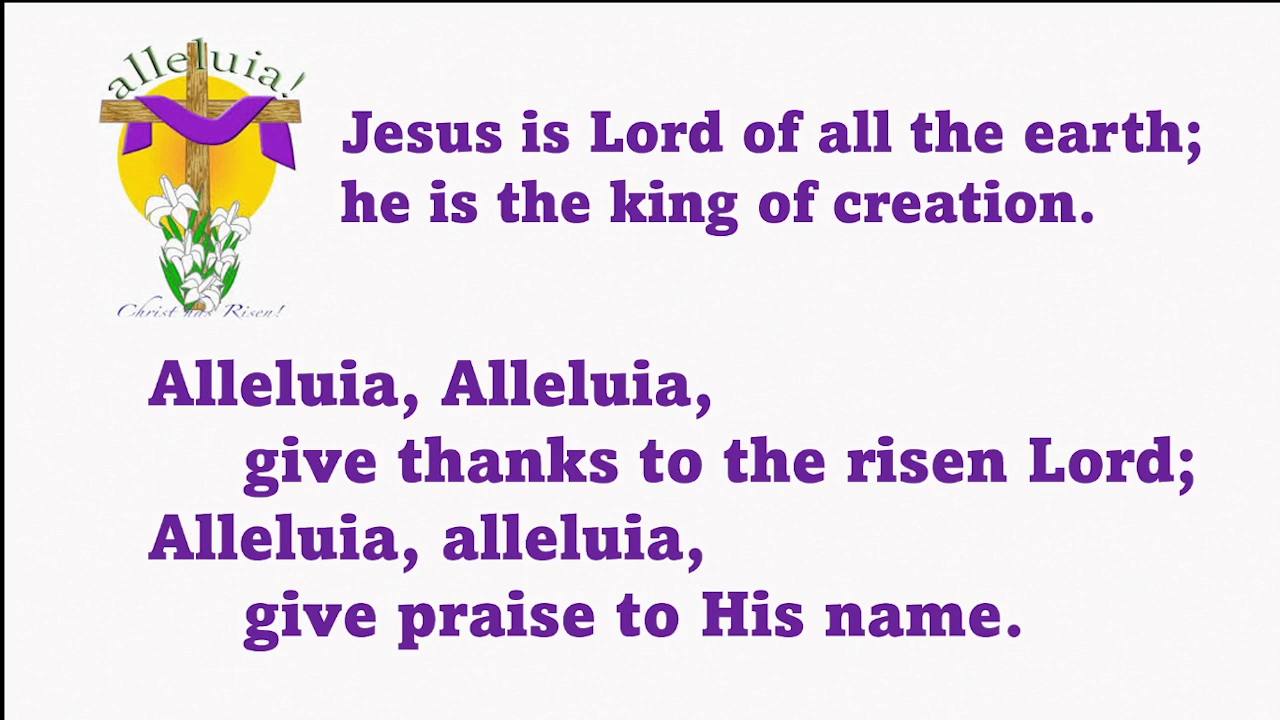 alleluia!
Jesus is Lord of all the earth;
he is the king of creation.
Christ has Risen!
Alleluia, Alleluia,
give thanks to the risen Lord;
Alleluia, alleluia,
give praise to His name.